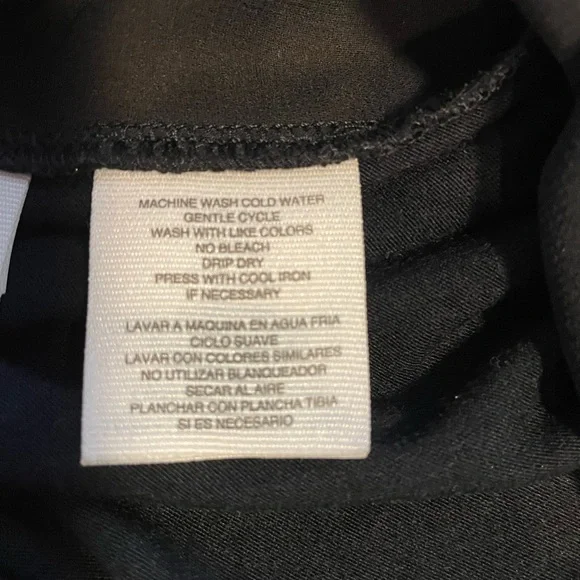 MACHINE WASH COLD WATER
GENTLE CYCLE
WASH WITH LIKE COLORS
NO BLEACH
DRIP DRY
PRESS WITH COOL IRON
IF NECESSARY
LAVAR A MAQUINA EN AGUA FRIA
CICLO SUAVE
LAVAR CON COLORES SIMILARES
NO UTILIZAR BLANQUEADOR
SECAR AL AIRE
PLANCHAR CON PLANCHA TIBIA
SI ES NECESARIO